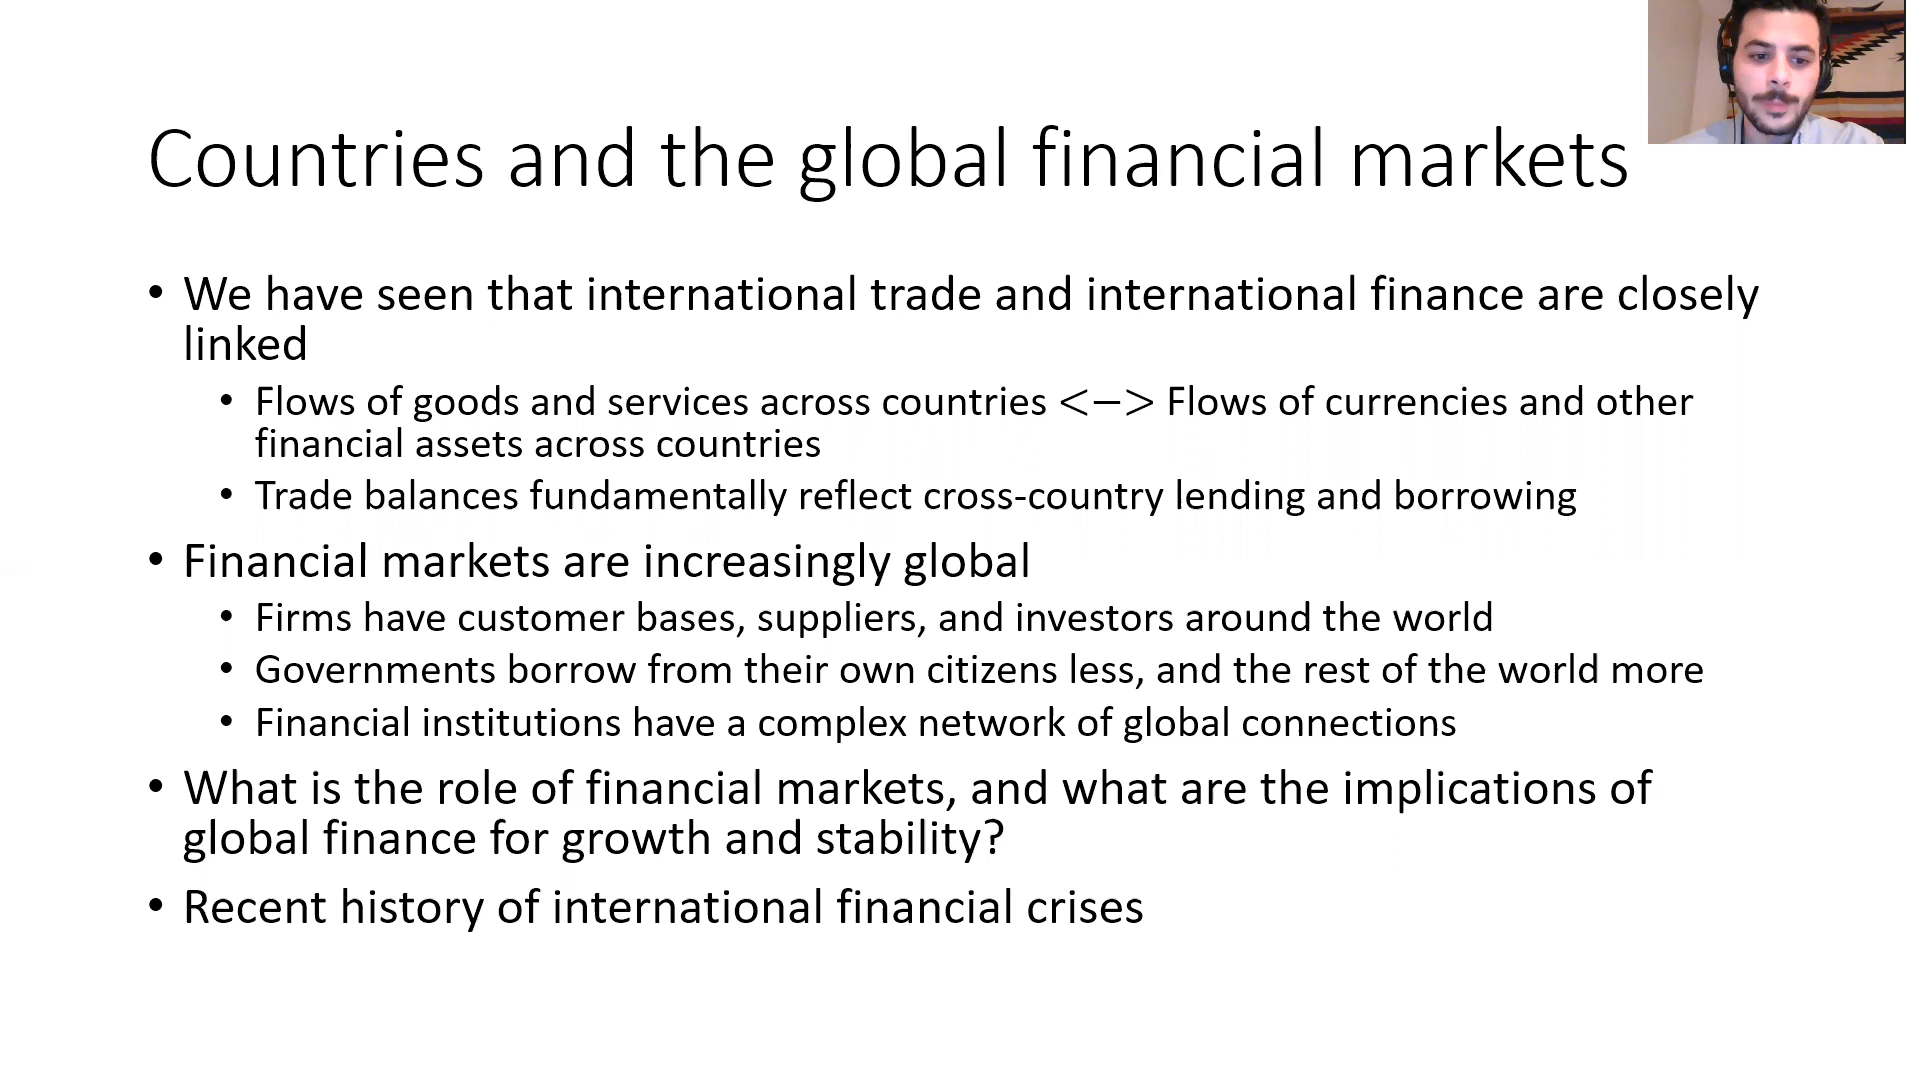 Countries and the global financial markets
• We have seen that international trade and international finance are closely
linked
• Flows of goods and services across countries <−> Flows of currencies and other
financial assets across countries
• Trade balances fundamentally reflect cross-country lending and borrowing
• Financial markets are increasingly global
• Firms have customer bases, suppliers, and investors around the world
• Governments borrow from their own citizens less, and the rest of the world more
• Financial institutions have a complex network of global connections
• What is the role of financial markets, and what are the implications of
global finance for growth and stability?
• Recent history of international financial crises